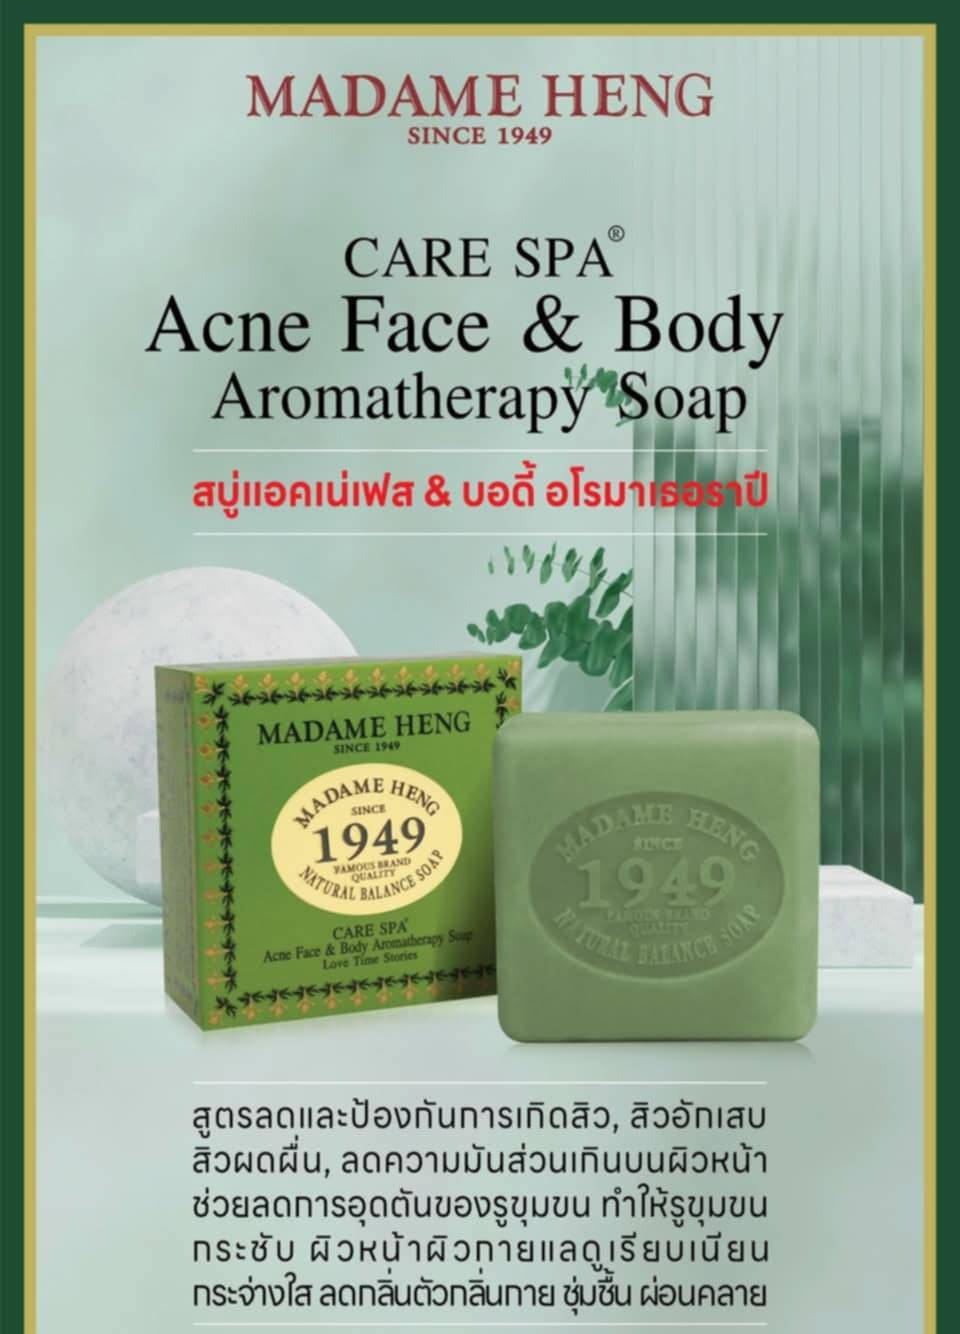 MADAME HENG
SINCE 1949
CARE SPA®
Acne Face & Body
Aromatherapy Soap
สบู่แอคเน่เฟส & บอดี้ อโรมาเธอราปี
MADAME HENG
SINCE 1949
MADAME HENG
SINCE
1949
FAMOUS BRAND
QUALITY
NATURAL BALANCE SOAP
CARE SPA®
Acne Face & Body Aromatherapy Soap
Love Time Stories
MADAME HENG
SINCE
1949
FAMOUS BRAND
QUALITY
NATURAL BALANCE SOAP
สูตรลดและป้องกันการเกิดสิว, สิวอักเสบ
สิวผดผื่น, ลดความมันส่วนเกินบนผิวหน้า
ช่วยลดการอุดตันของรูขุมขน ทำให้รูขุมขน
กระชับ ผิวหน้าผิวกายแลดูเรียบเนียน
กระจ่างใส ลดกลิ่นตัวกลิ่นกาย ชุ่มชื้น ผ่อนคลาย